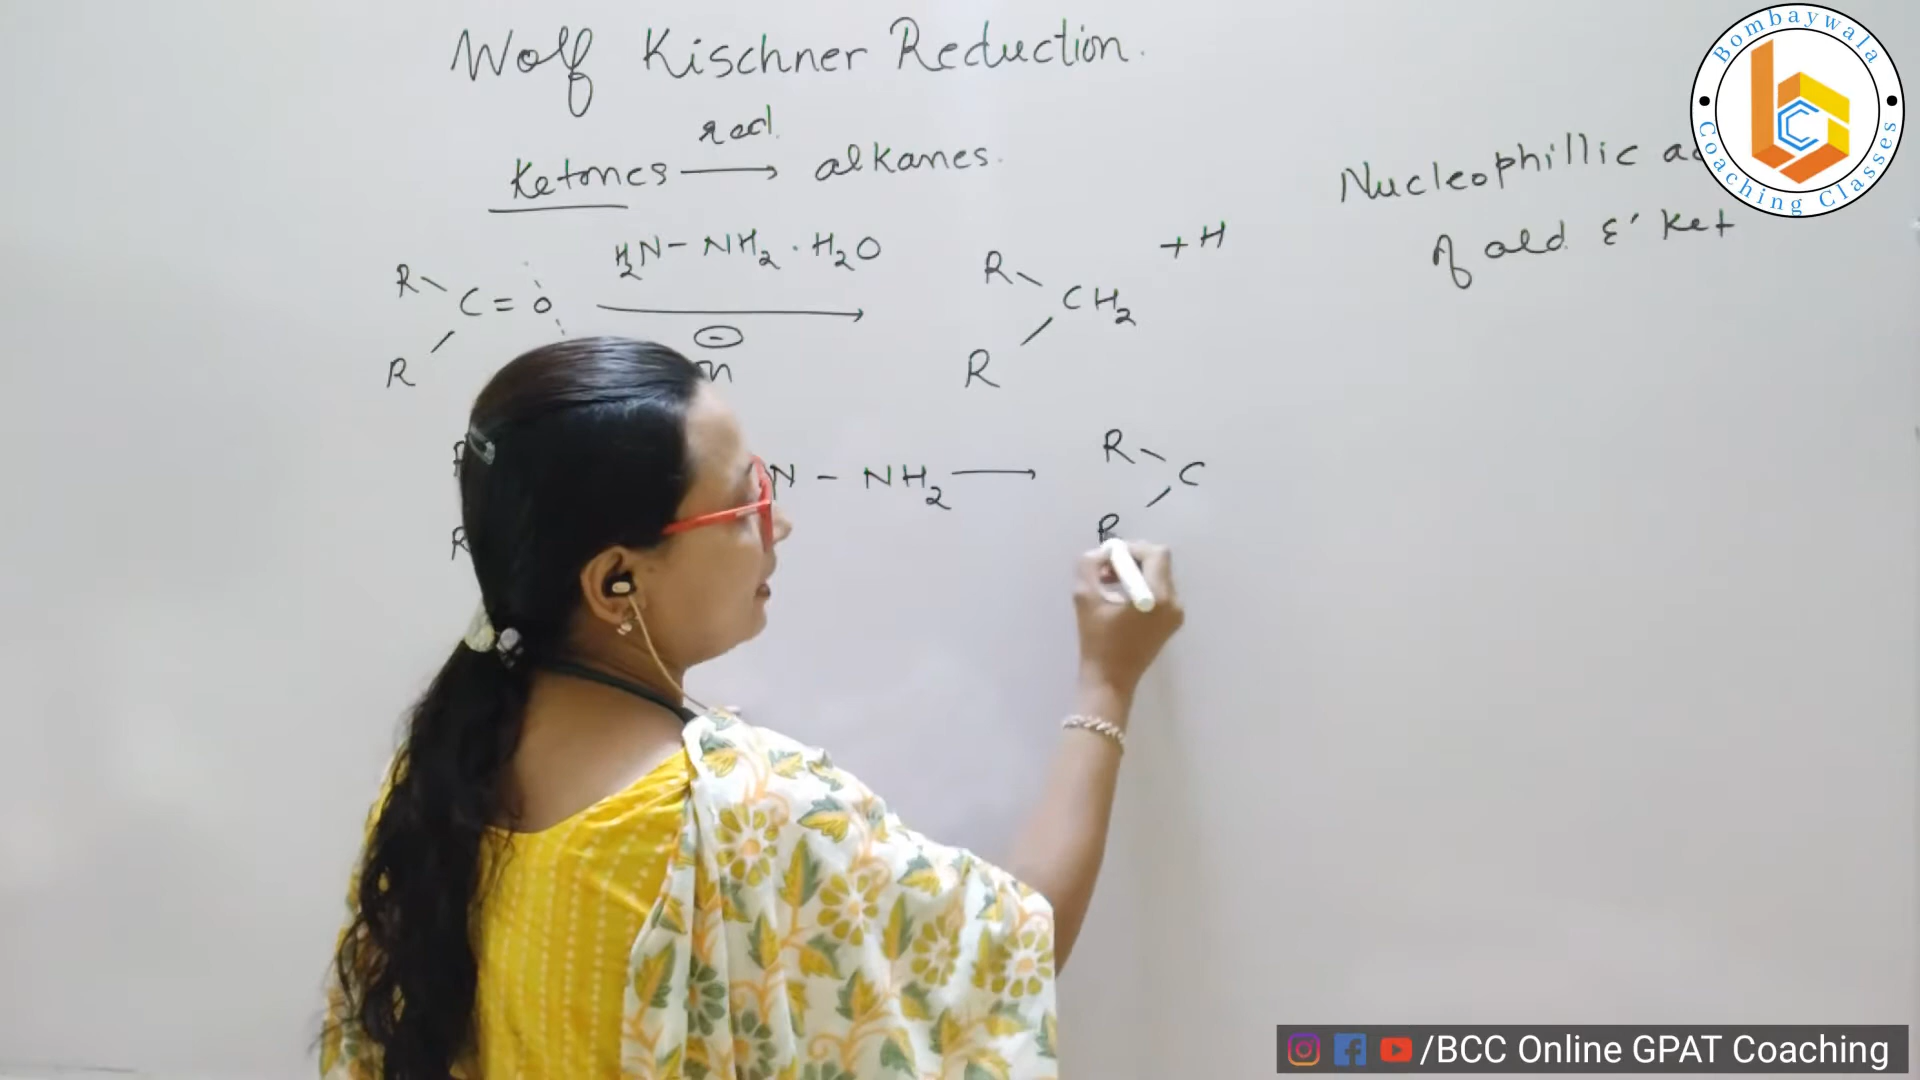 Wolf Kischner Reduction.
red.
Ketones → alkanes.
Nucleophillic
of ald & ket
H2N - NH2 . H2O
R
C = O
R
R
CH2
R
+ H
R
R
N - NH2 →
R
C
R
Bombaywala
Coaching Classes
/BCC Online GPAT Coaching